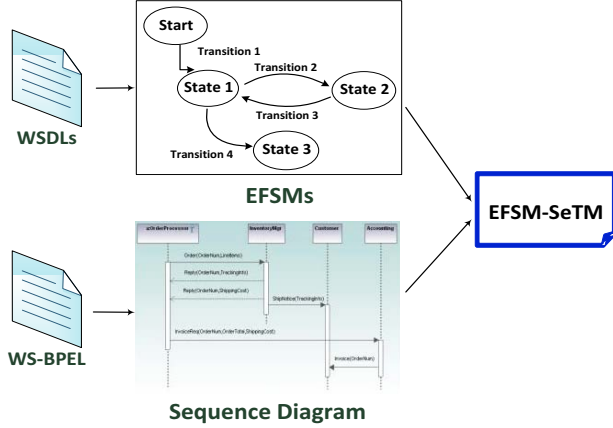 Start
Transition 1
Transition 2
State 1
State 2
Transition 3
Transition 4
State 3
WSDLs
EFSMs
EFSM-SeTM
InventoryMgr
Customer
Accounting
Order(OrderNum,LineItems)
Reply(OrderNum,TrackingInfo)
Reply(OrderNum,ShippingCost)
ShipNotice(TrackingInfo)
InvoiceReq(OrderNum,OrderTotal,ShippingCost)
Invoice(OrderNum)
WS-BPEL
Sequence Diagram